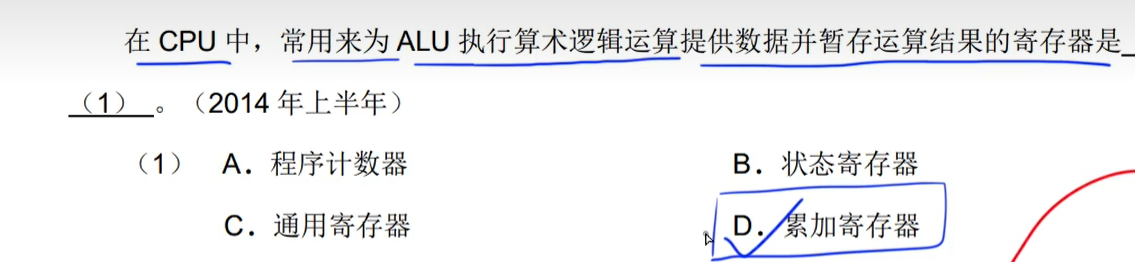 在 CPU 中，常用来为 ALU 执行算术逻辑运算提供数据并暂存运算结果的寄存器是
（1）。（2014 年上半年）
（1） A．程序计数器 B．状态寄存器
C．通用寄存器 D．累加寄存器